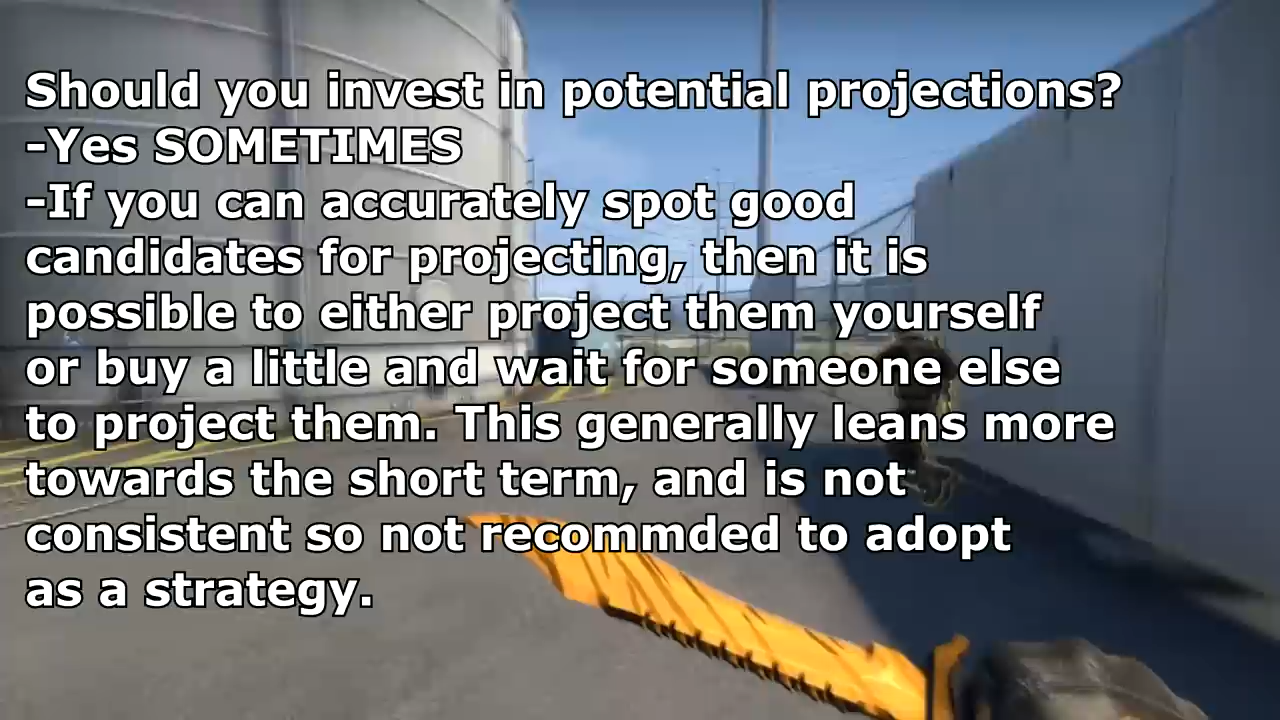 Should you invest in potential projections?
-Yes SOMETIMES
-If you can accurately spot good
candidates for projecting, then it is
possible to either project them yourself
or buy a little and wait for someone else
to project them. This generally leans more
towards the short term, and is not
consistent so not recommded to adopt
as a strategy.